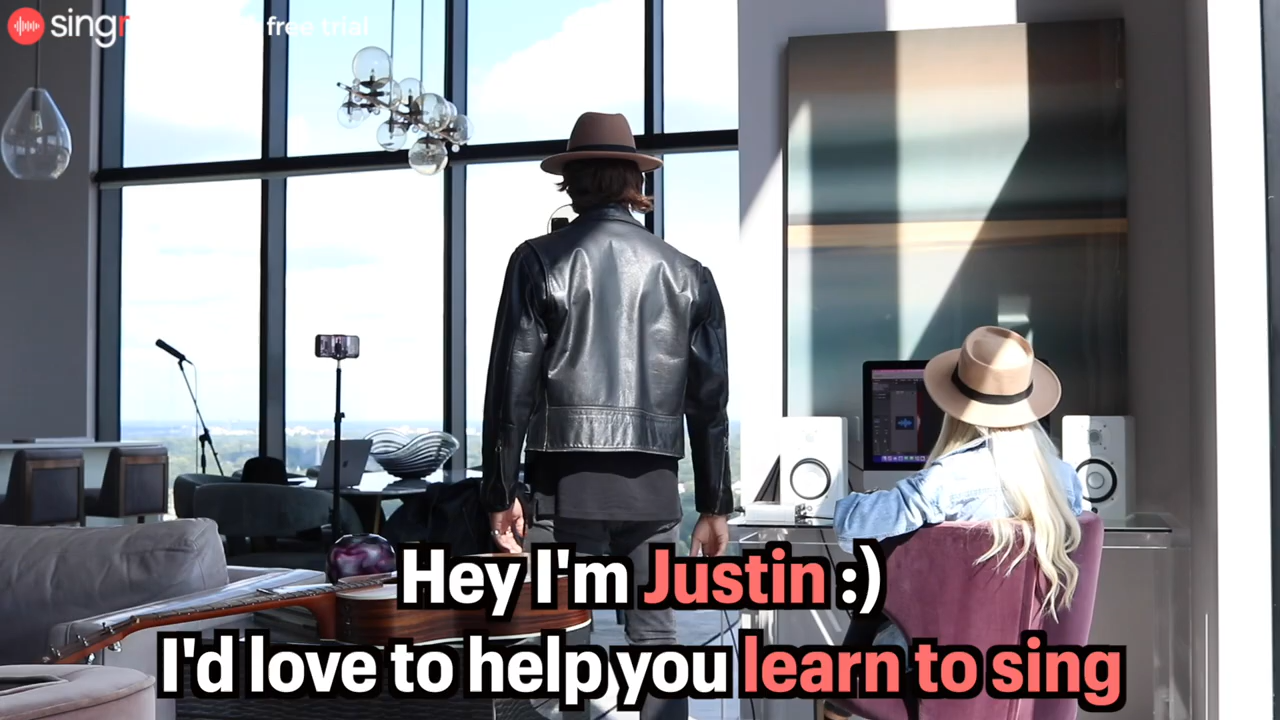 singr free trial
Hey I'm Justin :)
I'd love to help you learn to sing